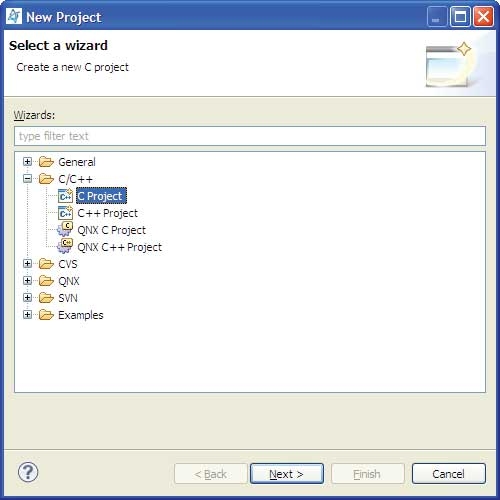 New Project
Select a wizard
Create a new C project
Wizards:
type filter text
General
C/C++
C Project
C++ Project
QNX C Project
QNX C++ Project
CVS
QNX
SVN
Examples
< Back
Next >
Finish
Cancel